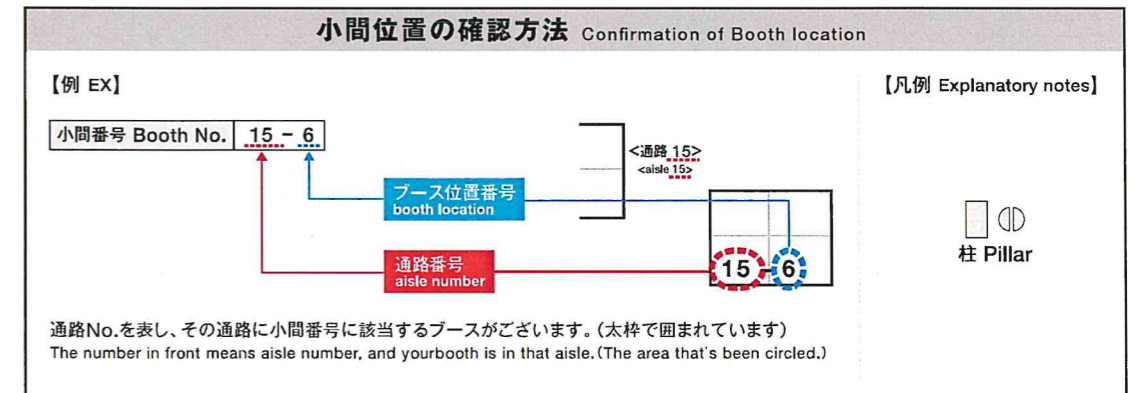 小間位置の確認方法 Confirmation of Booth location
【例 EX】
【凡例 Explanatory notes】
小間番号 Booth No. 15 - 6
<通路 15>
<aisle 15>
ブース位置番号
booth location
柱 Pillar
通路番号
aisle number
15 - 6
通路No.を表し、その通路に小間番号に該当するブースがございます。(太枠で囲まれています)
The number in front means aisle number, and yourbooth is in that aisle.(The area that's been circled.)